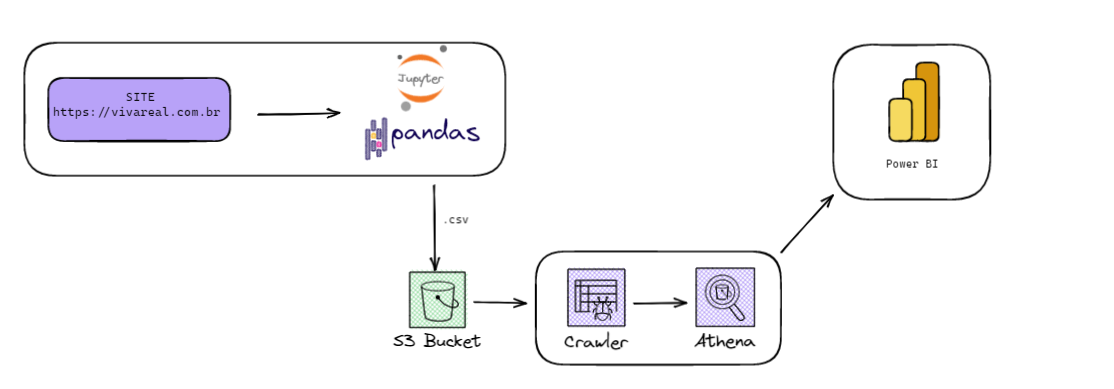 SITE
https://vivareal.com.br
Jupyter
pandas
.csv
S3 Bucket
Crawler
Athena
Power BI